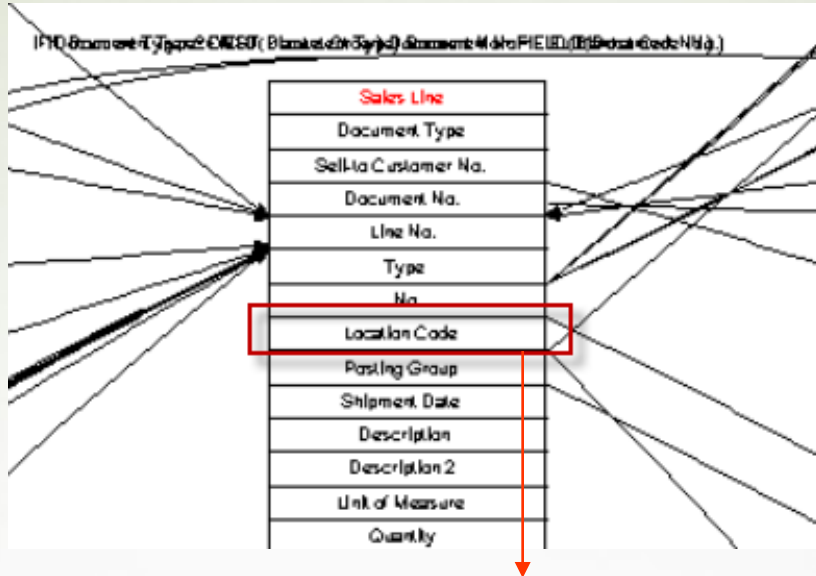 Sales Line
Document Type
Sell-to Customer No.
Document No.
Line No.
Type
No.
Location Code
Posting Group
Shipment Date
Description
Description 2
Unit of Measure
Quantity